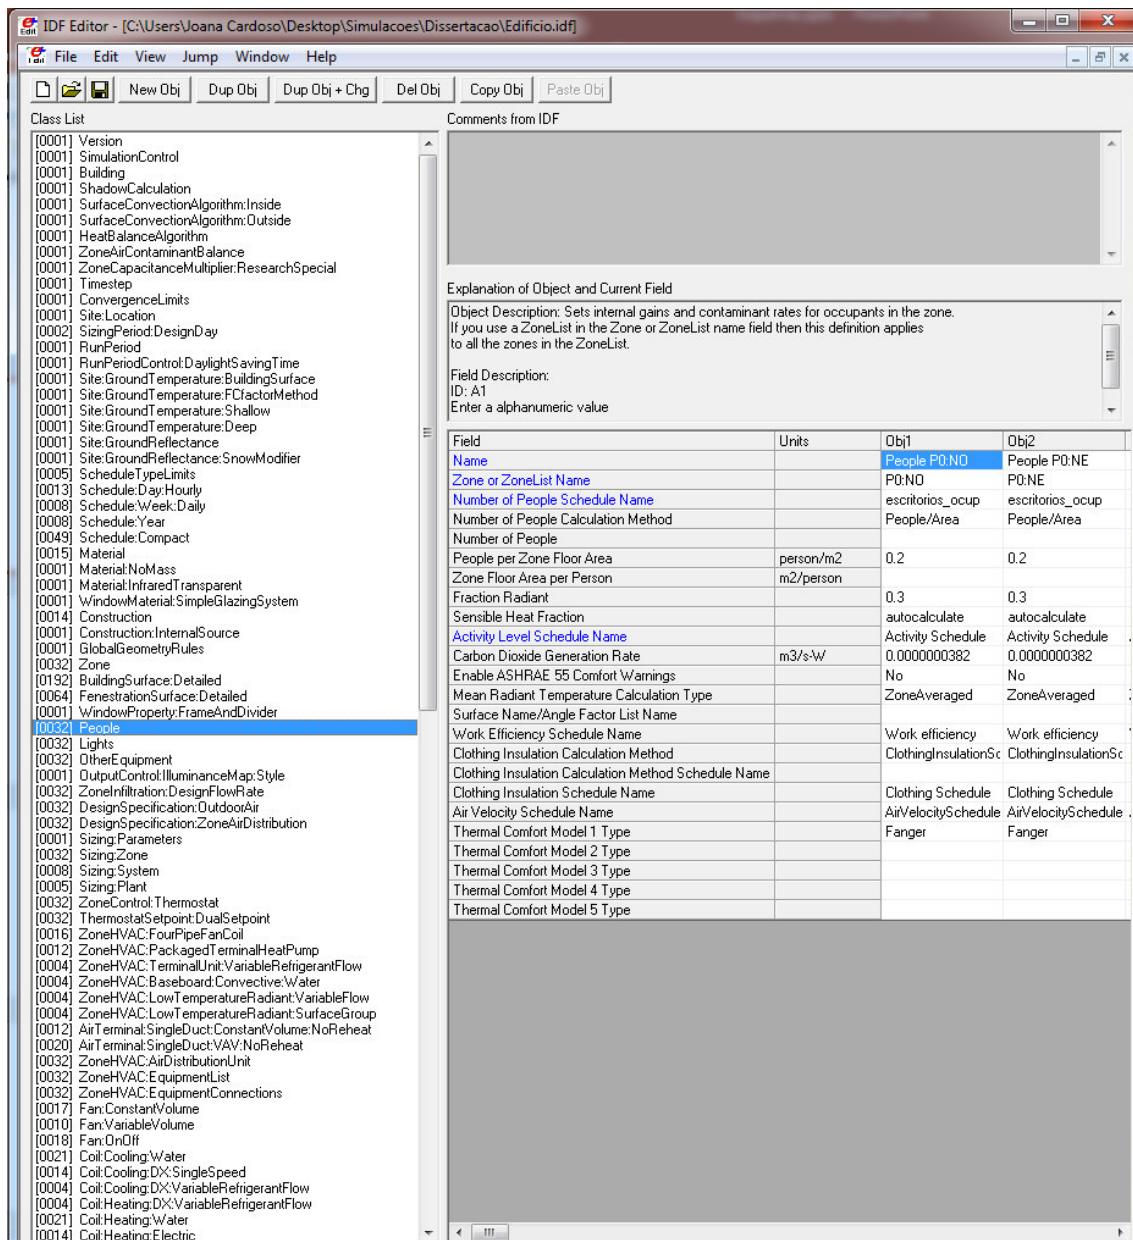 IDF Editor - [C:\Users\Joana Cardoso\Desktop\Simulacoes\Dissertacao\Edificio.idf]
File Edit View Jump Window Help
New Obj Dup Obj Dup Obj + Chg Del Obj Copy Obj Paste Obj
Class List
[0001] Version
[0001] SimulationControl
[0001] Building
[0001] ShadowCalculation
[0001] SurfaceConvectionAlgorithm:Inside
[0001] SurfaceConvectionAlgorithm:Outside
[0001] HeatBalanceAlgorithm
[0001] ZoneAirContaminantBalance
[0001] ZoneCapacitanceMultiplier:ResearchSpecial
[0001] Timestep
[0001] ConvergenceLimits
[0001] Site:Location
[0002] SizingPeriod:DesignDay
[0001] RunPeriod
[0001] RunPeriodControl:DaylightSavingTime
[0001] Site:GroundTemperature:BuildingSurface
[0001] Site:GroundTemperature:FCfactorMethod
[0001] Site:GroundTemperature:Shallow
[0001] Site:GroundTemperature:Deep
[0001] Site:GroundReflectance
[0001] Site:GroundReflectance:SnowModifier
[0005] ScheduleTypeLimits
[0013] Schedule:Day:Hourly
[0008] Schedule:Week:Daily
[0008] Schedule:Year
[0049] Schedule:Compact
[0015] Material
[0001] Material:NoMass
[0001] Material:InfraredTransparent
[0001] WindowMaterial:SimpleGlazingSystem
[0014] Construction
[0001] Construction:InternalSource
[0001] GlobalGeometryRules
[0032] Zone
[0192] BuildingSurface:Detailed
[0064] FenestrationSurface:Detailed
[0001] WindowProperty:FrameAndDivider
[0032] People
[0032] Lights
[0032] OtherEquipment
[0001] OutputControl:IlluminanceMap:Style
[0032] ZoneInfiltration:DesignFlowRate
[0032] DesignSpecification:OutdoorAir
[0032] DesignSpecification:ZoneAirDistribution
[0001] Sizing:Parameters
[0032] Sizing:Zone
[0008] Sizing:System
[0005] Sizing:Plant
[0032] ZoneControl:Thermostat
[0032] ThermostatSetpoint:DualSetpoint
[0016] ZoneHVAC:FourPipeFanCoil
[0012] ZoneHVAC:PackagedTerminalHeatPump
[0004] ZoneHVAC:TerminalUnit:VariableRefrigerantFlow
[0004] ZoneHVAC:Baseboard:Convective:Water
[0004] ZoneHVAC:LowTemperatureRadiant:VariableFlow
[0004] ZoneHVAC:LowTemperatureRadiant:SurfaceGroup
[0012] AirTerminal:SingleDuct:ConstantVolume:NoReheat
[0020] AirTerminal:SingleDuct:VAV:NoReheat
[0032] ZoneHVAC:AirDistributionUnit
[0032] ZoneHVAC:EquipmentList
[0032] ZoneHVAC:EquipmentConnections
[0017] Fan:ConstantVolume
[0010] Fan:VariableVolume
[0018] Fan:OnOff
[0021] Coil:Cooling:Water
[0014] Coil:Cooling:DX:SingleSpeed
[0004] Coil:Cooling:DX:VariableRefrigerantFlow
[0004] Coil:Heating:DX:VariableRefrigerantFlow
[0021] Coil:Heating:Water
[0014] Coil:Heating:Electric
Comments from IDF
Explanation of Object and Current Field
Object Description: Sets internal gains and contaminant rates for occupants in the zone.
If you use a ZoneList in the Zone or ZoneList name field then this definition applies
to all the zones in the ZoneList.
Field Description:
ID: A1
Enter a alphanumeric value
Field Units Obj1 Obj2
Name People P0:NO People P0:NE
Zone or ZoneList Name P0:NO P0:NE
Number of People Schedule Name escritorios_ocup escritorios_ocup
Number of People Calculation Method People/Area People/Area
Number of People
People per Zone Floor Area person/m2 0.2 0.2
Zone Floor Area per Person m2/person
Fraction Radiant 0.3 0.3
Sensible Heat Fraction autocalculate autocalculate
Activity Level Schedule Name Activity Schedule Activity Schedule
Carbon Dioxide Generation Rate m3/s-W 0.0000000382 0.0000000382
Enable ASHRAE 55 Comfort Warnings No No
Mean Radiant Temperature Calculation Type ZoneAveraged ZoneAveraged
Surface Name/Angle Factor List Name
Work Efficiency Schedule Name Work efficiency Work efficiency
Clothing Insulation Calculation Method ClothingInsulationSc ClothingInsulationSc
Clothing Insulation Calculation Method Schedule Name
Clothing Insulation Schedule Name Clothing Schedule Clothing Schedule
Air Velocity Schedule Name AirVelocitySchedule AirVelocitySchedule
Thermal Comfort Model 1 Type Fanger Fanger
Thermal Comfort Model 2 Type
Thermal Comfort Model 3 Type
Thermal Comfort Model 4 Type
Thermal Comfort Model 5 Type